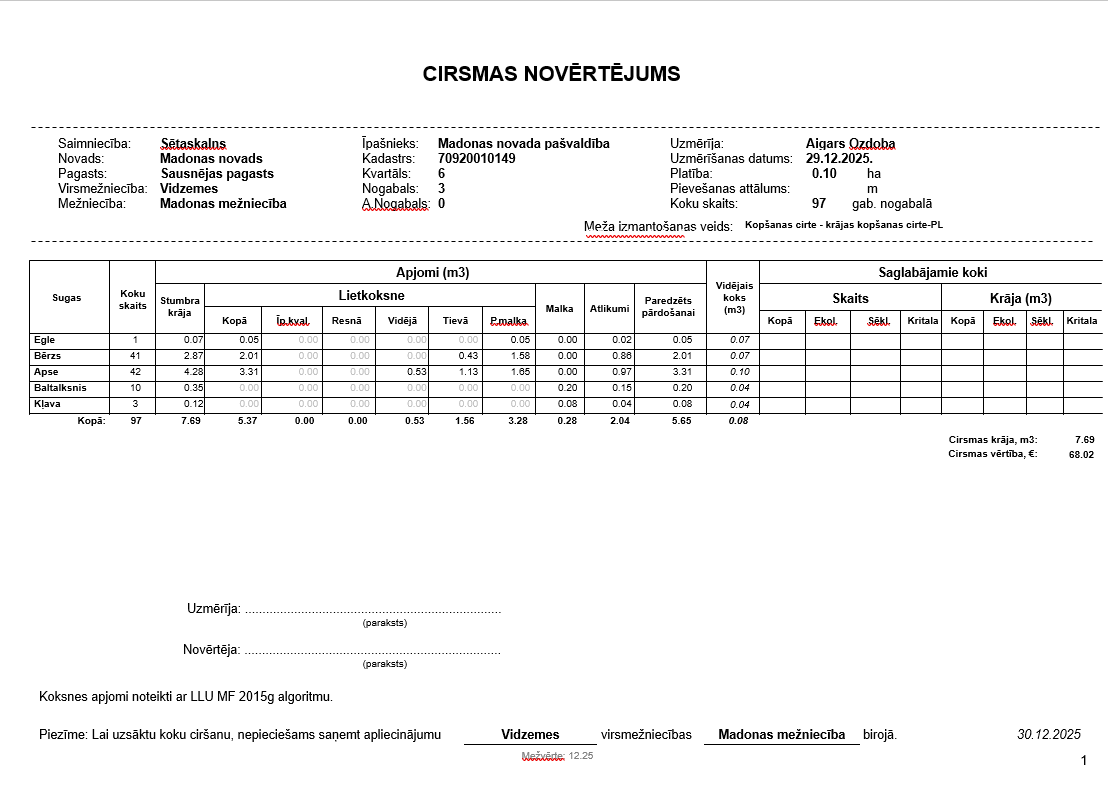 CIRSMAS NOVĒRTĒJUMS
Saimniecība: Sētaskalns Īpašnieks: Madonas novada pašvaldība Uzmērīja: Aigars Ozdoba
Novads: Madonas novads Kadastrs: 70920010149 Uzmērīšanas datums: 29.12.2025.
Pagasts: Sausnējas pagasts Kvartāls: 6 Platība: 0.10 ha
Virsmežniecība: Vidzemes Nogabals: 3 Pievešanas attālums: m
Mežniecība: Madonas mežniecība A.Nogabals: 0 Koku skaits: 97 gab. nogabalā
Meža izmantošanas veids: Kopšanas cirte - krājas kopšanas cirte-PL
Sugas Koku skaits Apjomi (m3) Vidējais koks (m3) Saglabājamie koki
Stumbra krāja Lietkoksne Malka Atlikumi Paredzēts pārdošanai Skaits Krāja (m3)
Kopā Īp.kval. Resnā Vidējā Tievā P.malka Kopā Ekol. Sēkl. Kritala Kopā Ekol. Sēkl. Kritala
Egle 1 0.07 0.05 0.00 0.00 0.00 0.00 0.05 0.00 0.02 0.05 0.07
Bērzs 41 2.87 2.01 0.00 0.00 0.00 0.43 1.58 0.00 0.86 2.01 0.07
Apse 42 4.28 3.31 0.00 0.00 0.53 1.13 1.65 0.00 0.97 3.31 0.10
Baltalksnis 10 0.35 0.00 0.00 0.00 0.00 0.00 0.00 0.20 0.15 0.20 0.04
Kļava 3 0.12 0.00 0.00 0.00 0.00 0.00 0.00 0.08 0.04 0.08 0.04
Kopā: 97 7.69 5.37 0.00 0.00 0.53 1.56 3.28 0.28 2.04 5.65 0.08
Cirsmas krāja, m3: 7.69
Cirsmas vērtība, €: 68.02
Uzmērīja: ........................................................................
(paraksts)
Novērtēja: ........................................................................
(paraksts)
Koksnes apjomi noteikti ar LLU MF 2015g algoritmu.
Piezīme: Lai uzsāktu koku ciršanu, nepieciešams saņemt apliecinājumu Vidzemes virsmežniecības Madonas mežniecība birojā. 30.12.2025
Mežvērte: 12.25
1